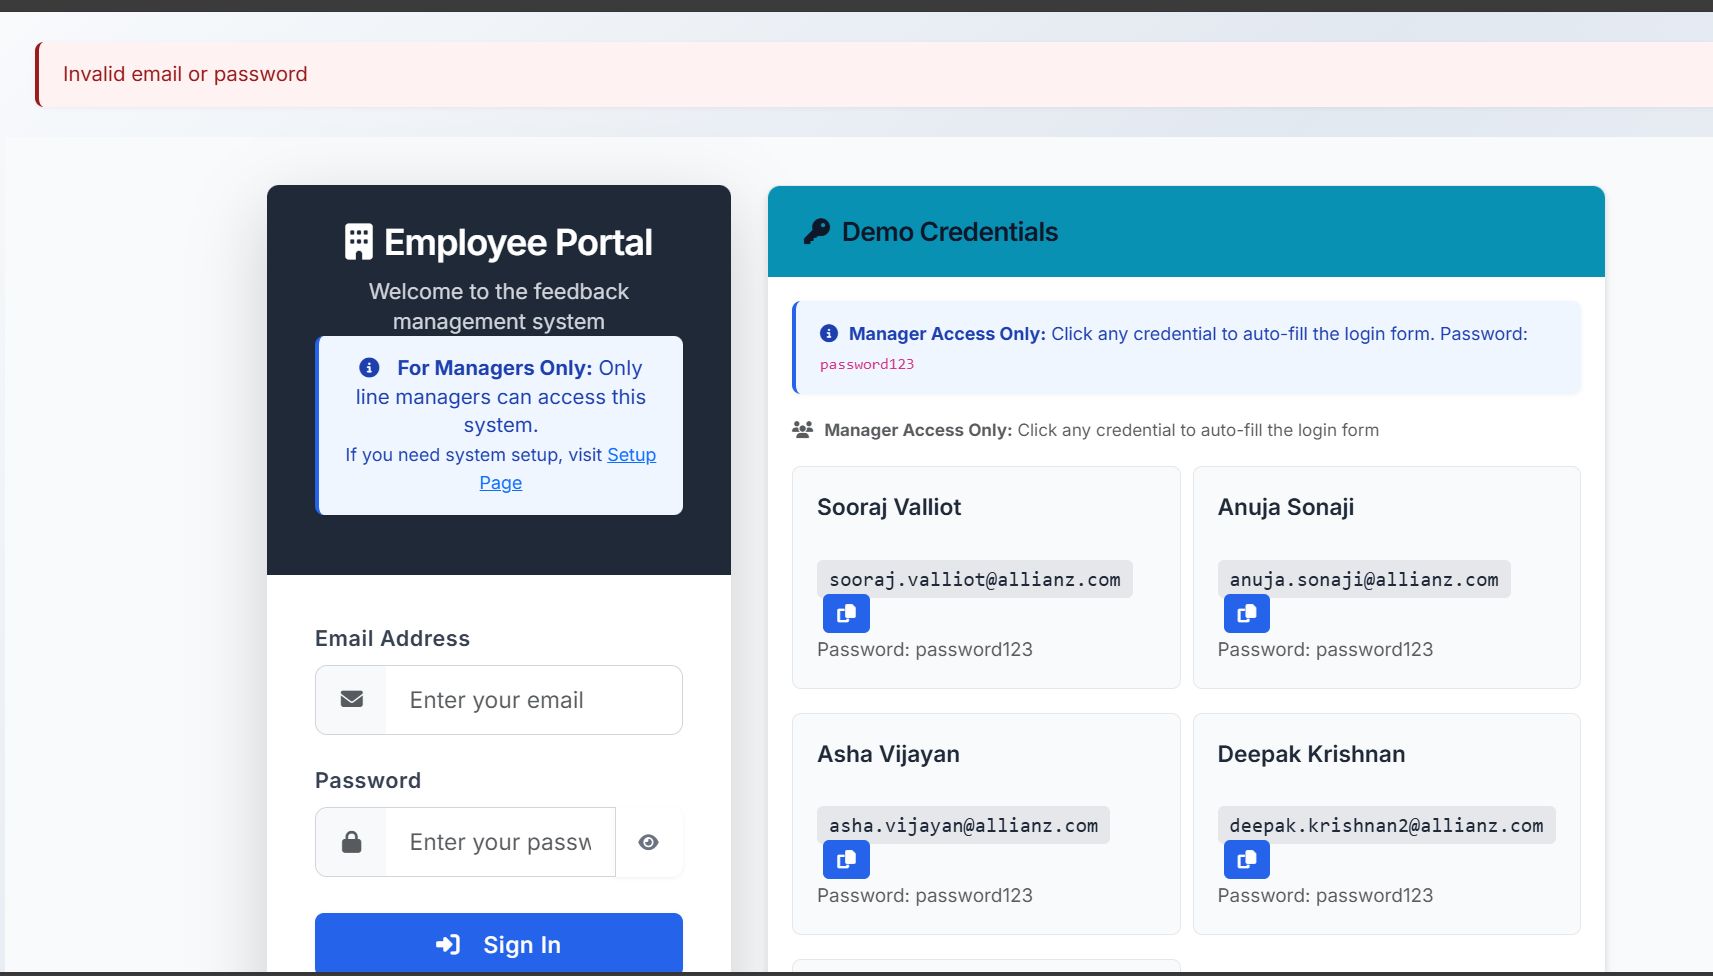 Invalid email or password
Employee Portal
Welcome to the feedback
management system
For Managers Only: Only
line managers can access this
system.
If you need system setup, visit Setup
Page
Email Address
Enter your email
Password
Enter your passw
Sign In
Demo Credentials
Manager Access Only: Click any credential to auto-fill the login form. Password:
password123
Manager Access Only: Click any credential to auto-fill the login form
Sooraj Valliot
sooraj.valliot@allianz.com
Password: password123
Anuja Sonaji
anuja.sonaji@allianz.com
Password: password123
Asha Vijayan
asha.vijayan@allianz.com
Password: password123
Deepak Krishnan
deepak.krishnan2@allianz.com
Password: password123